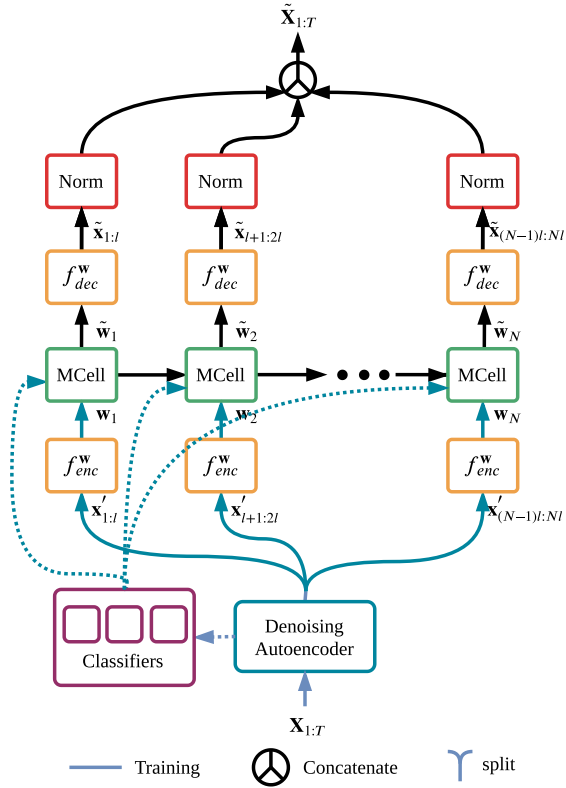 X̃₁:T
Norm Norm Norm
x̃₁:l x̃l+1:2l x̃(N−1)l:Nl
f^w_dec f^w_dec f^w_dec
w̃₁ w̃₂ w̃N
MCell MCell MCell
w₁ w₂ wN
f^w_enc f^w_enc f^w_enc
x′₁:l x′l+1:2l x′(N−1)l:Nl
Denoising
Autoencoder
Classifiers
X₁:T
Training Concatenate split